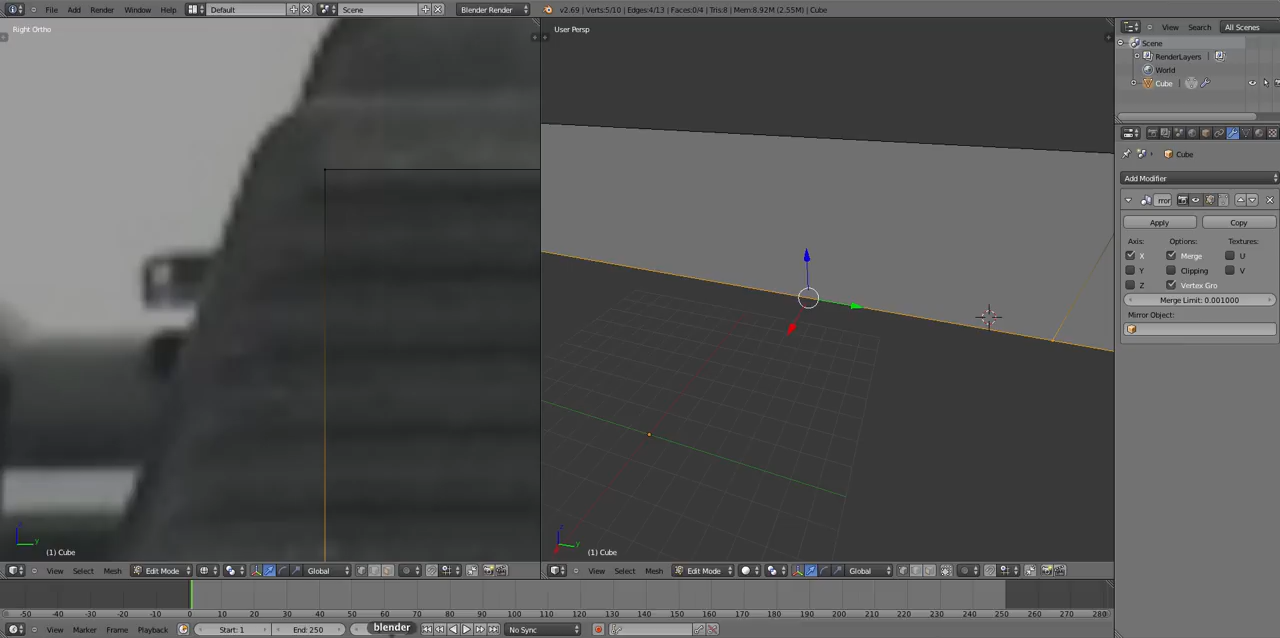 File Add Render Window Help Default Scene Blender Render v2.69 | Verts:5/10 | Edges:4/13 | Faces:0/4 | Tris:8 | Mem:8.92M (2.55M) | Cube
Right Ortho
User Persp
View Search All Scenes
Scene
RenderLayers
World
Cube
Cube
Add Modifier
rror
Apply Copy
Axis: Options: Textures:
X Merge U
Y Clipping V
Z Vertex Gro
Merge Limit: 0.001000
Mirror Object:
z
y
(1) Cube
z
y
(1) Cube
View Select Mesh Edit Mode Global
View Select Mesh Edit Mode Global
-50 -40 -30 -20 -10 0 10 20 30 40 50 60 70 80 90 100 110 120 130 140 150 160 170 180 190 200 210 220 230 240 250 260 270 280
View Marker Frame Playback Start: 1 End: 250 blender No Sync